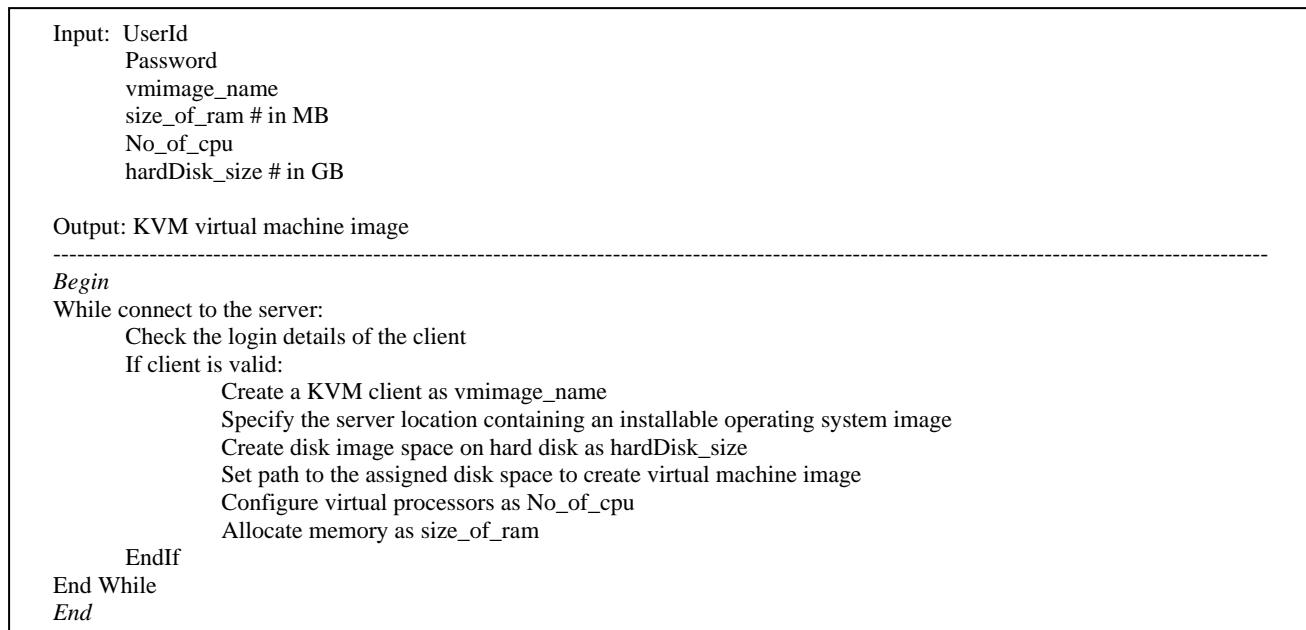 Input: UserId
Password
vmimage_name
size_of_ram # in MB
No_of_cpu
hardDisk_size # in GB
Output: KVM virtual machine image
--------------------------------------------------------------------------------------------------------------------------------------------------------
Begin
While connect to the server:
Check the login details of the client
If client is valid:
Create a KVM client as vmimage_name
Specify the server location containing an installable operating system image
Create disk image space on hard disk as hardDisk_size
Set path to the assigned disk space to create virtual machine image
Configure virtual processors as No_of_cpu
Allocate memory as size_of_ram
EndIf
End While
End